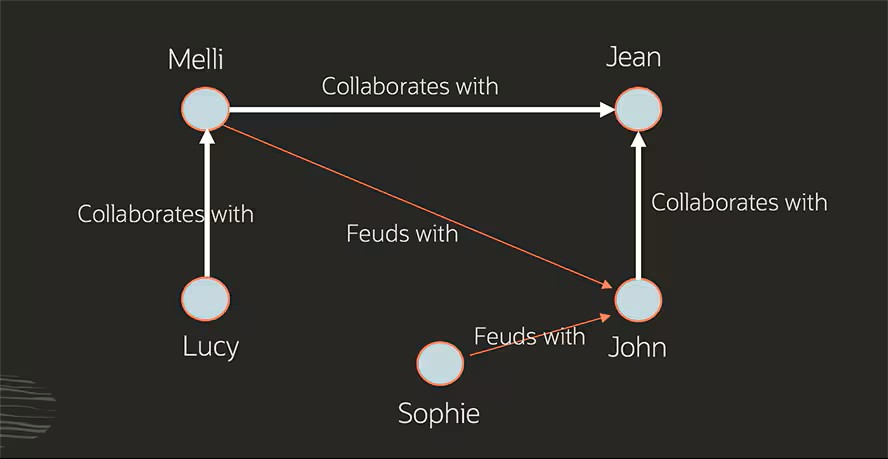 Melli
Jean
Collaborates with
Collaborates with
Collaborates with
Feuds with
Feuds with
Lucy
John
Sophie